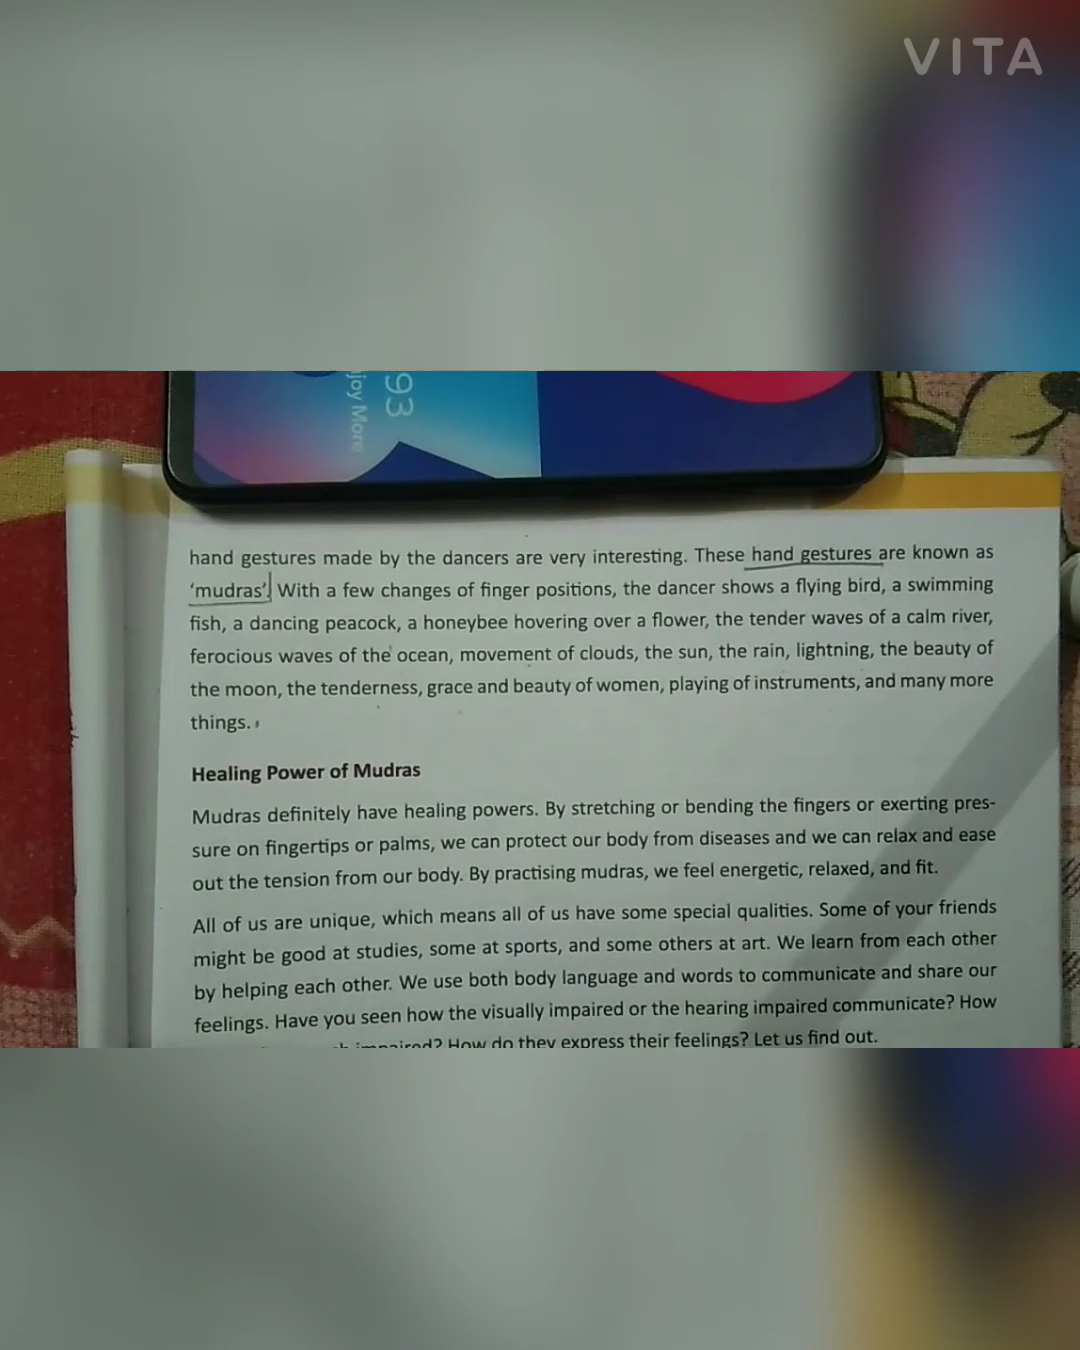 VITA
93
joy More
hand gestures made by the dancers are very interesting. These hand gestures are known as
‘mudras’. With a few changes of finger positions, the dancer shows a flying bird, a swimming
fish, a dancing peacock, a honeybee hovering over a flower, the tender waves of a calm river,
ferocious waves of the ocean, movement of clouds, the sun, the rain, lightning, the beauty of
the moon, the tenderness, grace and beauty of women, playing of instruments, and many more
things.
Healing Power of Mudras
Mudras definitely have healing powers. By stretching or bending the fingers or exerting pres-
sure on fingertips or palms, we can protect our body from diseases and we can relax and ease
out the tension from our body. By practising mudras, we feel energetic, relaxed, and fit.
All of us are unique, which means all of us have some special qualities. Some of your friends
might be good at studies, some at sports, and some others at art. We learn from each other
by helping each other. We use both body language and words to communicate and share our
feelings. Have you seen how the visually impaired or the hearing impaired communicate? How
impaired? How do they express their feelings? Let us find out.